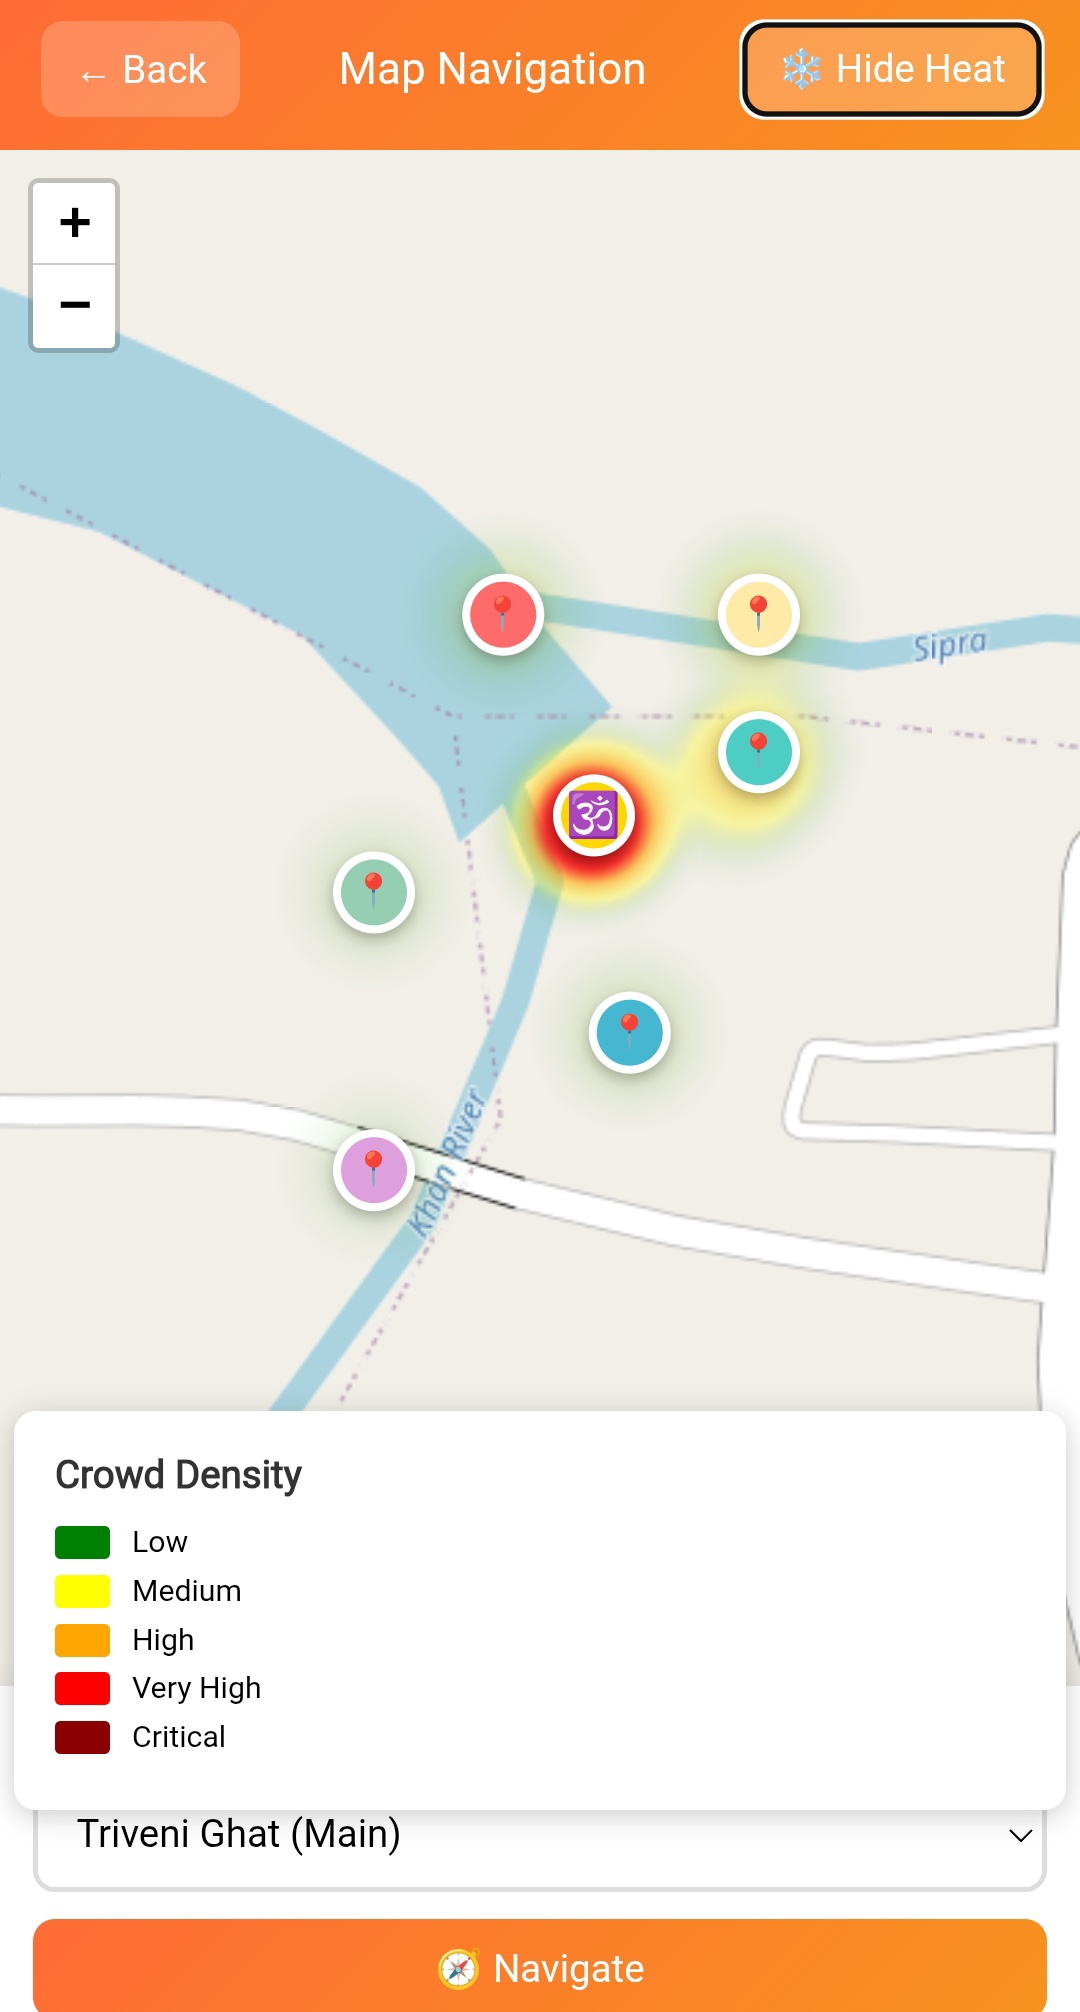 ← Back
Map Navigation
❄️ Hide Heat
+
−
Sipra
🕉
Khan River
Crowd Density
Low
Medium
High
Very High
Critical
Triveni Ghat (Main)
🧭 Navigate